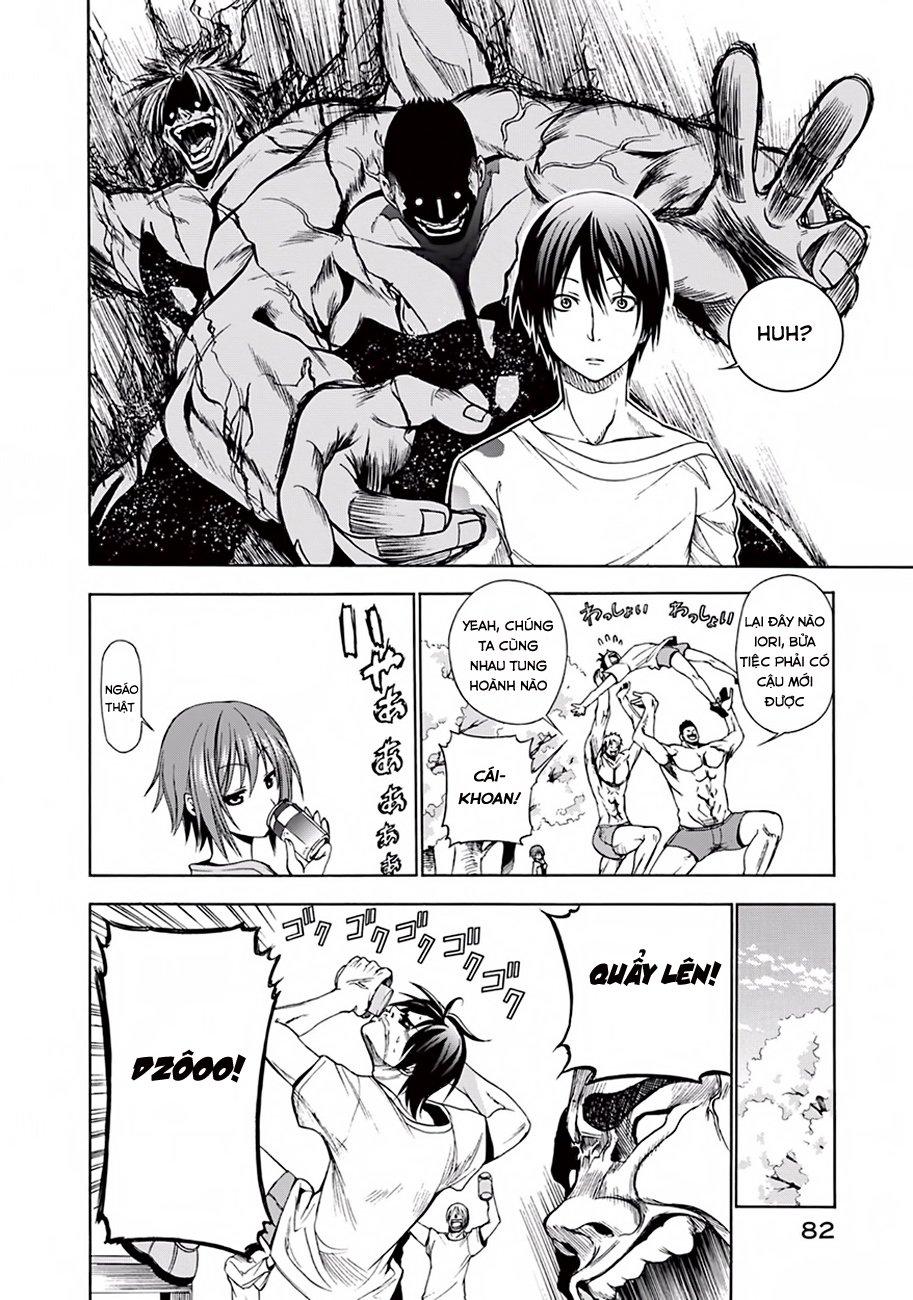 HUH?
LẠI ĐÂY NÀO
IORI, BỬA
TIỆC PHẢI CÓ
CẬU MỚI
ĐƯỢC
わっしょい
わっしょい
YEAH, CHÚNG
TA CÙNG
NHAU TUNG
HOÀNH NÀO
CÁI-
KHOAN!
いやあああああ
NGÁO
THẬT
QUẨY LÊN!
ゴク
ゴク
ゴク
ゴク
ゴク
DZÔOO!
82